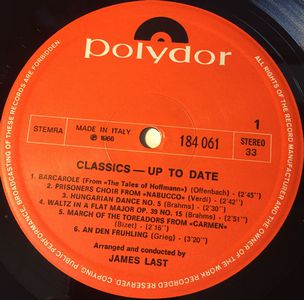 polydor
STEMRA
MADE IN ITALY
℗ 1966
184 061
1
STEREO
33
CLASSICS — UP TO DATE
1. BARCAROLE (From «The Tales of Hoffmann») (Offenbach) - (2'45'')
2. PRISONERS CHOIR FROM «NABUCCO» (Verdi) - (2'42'')
3. HUNGARIAN DANCE NO. 5 (Brahms) - (2'30'')
4. WALTZ IN A FLAT MAJOR OP. 39 NO. 15 (Brahms) - (2'51'')
5. MARCH OF THE TOREADORS FROM «CARMEN»
(Bizet) - (2'16'')
6. AN DEN FRUHLING (Grieg) - (3'20'')
Arranged and conducted by
JAMES LAST
ALL RIGHTS OF THE RECORD MANUFACTURER AND THE OWNER OF THE WORK RECORDED RESERVED. COPYING, PUBLIC PERFORMANCE BROADCASTING OF THESE RECORDS ARE FORBIDDEN.